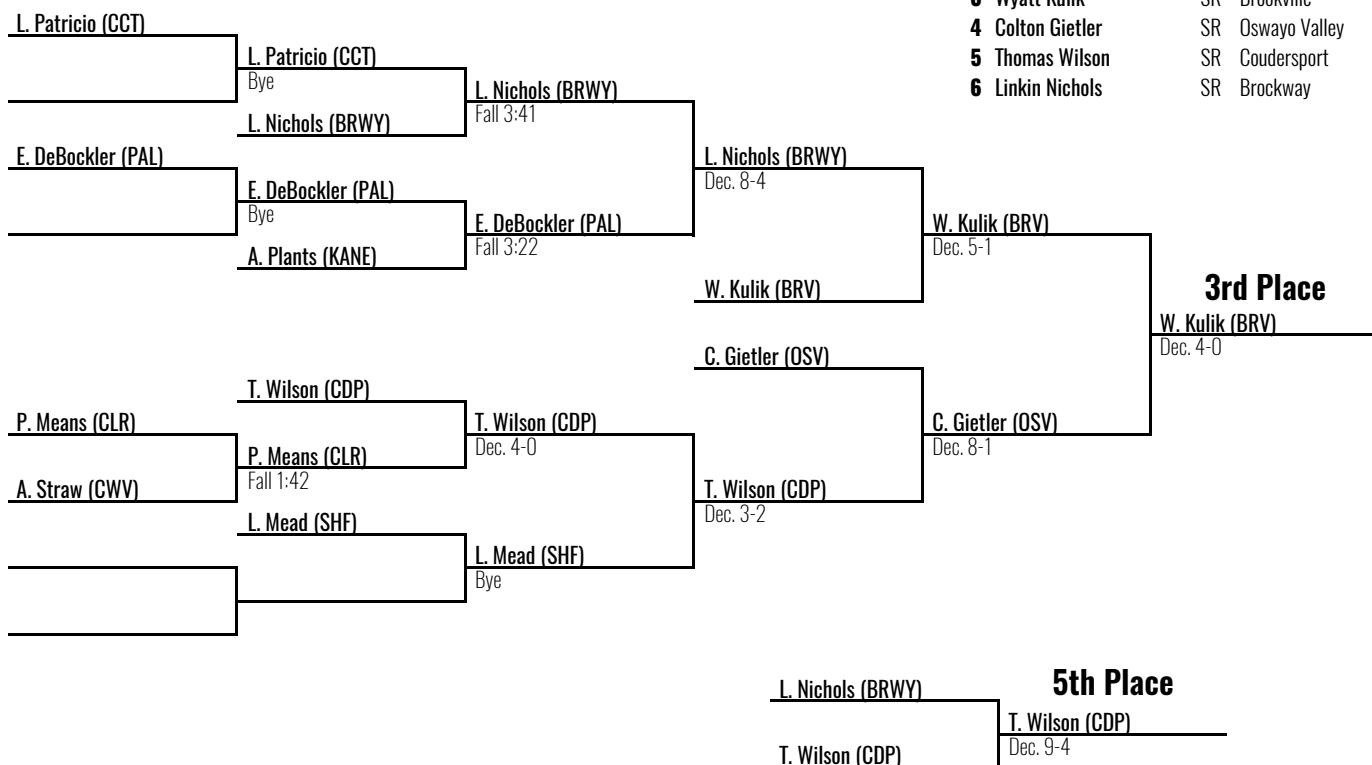 3 Wyatt Kulik SR Brookville
4 Colton Gietler SR Oswayo Valley
5 Thomas Wilson SR Coudersport
6 Linkin Nichols SR Brockway
L. Patricio (CCT)
L. Patricio (CCT)
Bye
L. Nichols (BRWY)
Fall 3:41
L. Nichols (BRWY)
E. DeBockler (PAL)
L. Nichols (BRWY)
Dec. 8-4
E. DeBockler (PAL)
Bye
E. DeBockler (PAL)
Fall 3:22
W. Kulik (BRV)
Dec. 5-1
A. Plants (KANE)
W. Kulik (BRV)
3rd Place
W. Kulik (BRV)
Dec. 4-0
C. Gietler (OSV)
T. Wilson (CDP)
P. Means (CLR)
T. Wilson (CDP)
Dec. 4-0
C. Gietler (OSV)
Dec. 8-1
P. Means (CLR)
Fall 1:42
A. Straw (CWV)
T. Wilson (CDP)
Dec. 3-2
L. Mead (SHF)
L. Mead (SHF)
Bye
5th Place
L. Nichols (BRWY)
T. Wilson (CDP)
Dec. 9-4
T. Wilson (CDP)